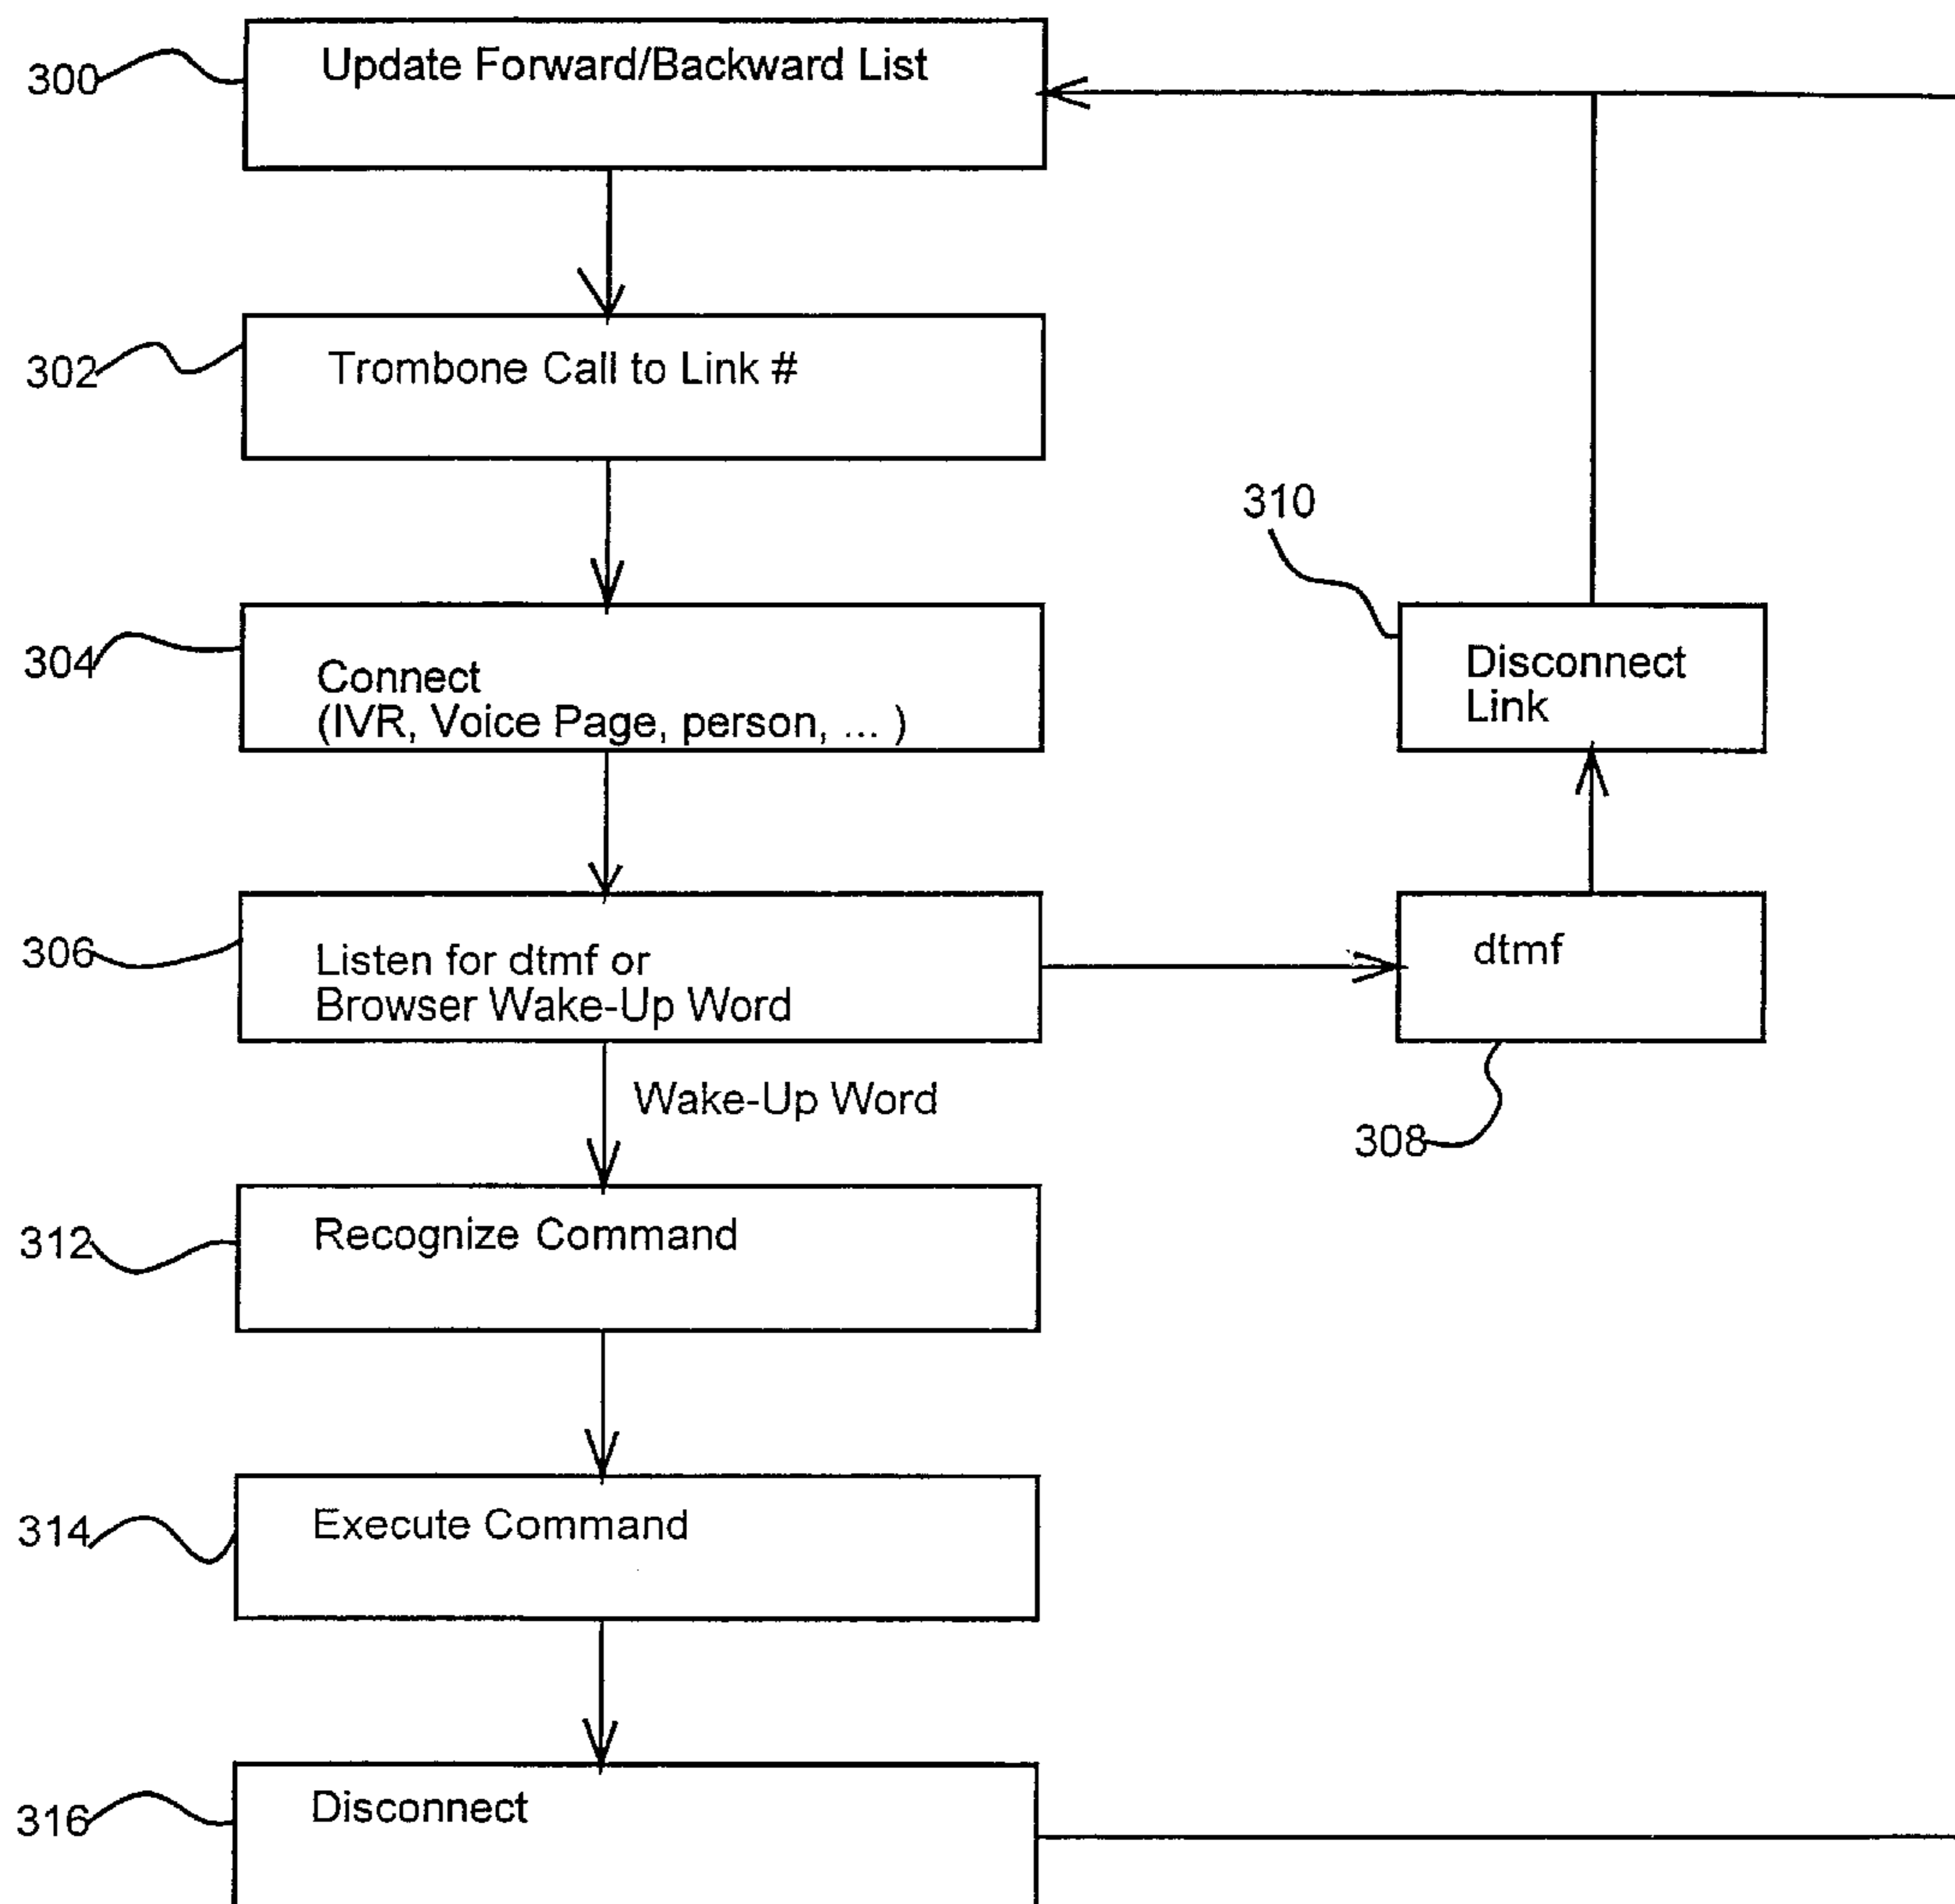 300
Update Forward/Backward List
302
Trombone Call to Link #
304
Connect
(IVR, Voice Page, person, ... )
310
Disconnect
Link
306
Listen for dtmf or
Browser Wake-Up Word
dtmf
308
Wake-Up Word
312
Recognize Command
314
Execute Command
316
Disconnect